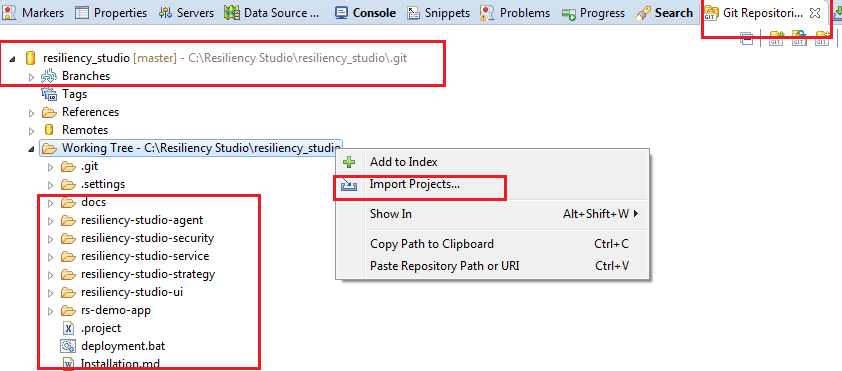 Markers Properties Servers Data Source ... Console Snippets Problems Progress Search Git Repositori...
resiliency_studio [master] - C:\Resiliency Studio\resiliency_studio\.git
Branches
Tags
References
Remotes
Working Tree - C:\Resiliency Studio\resiliency_studio
.git
.settings
docs
resiliency-studio-agent
resiliency-studio-security
resiliency-studio-service
resiliency-studio-strategy
resiliency-studio-ui
rs-demo-app
.project
deployment.bat
Installation.md
Add to Index
Import Projects...
Show In Alt+Shift+W
Copy Path to Clipboard Ctrl+C
Paste Repository Path or URI Ctrl+V